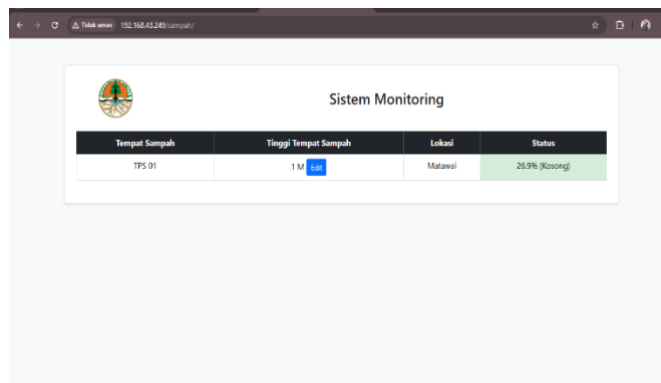 Tidak aman 192.168.43.249/sampah/
Sistem Monitoring
Tempat Sampah Tinggi Tempat Sampah Lokasi Status
TPS 01 1 M Edit Matawai 26.9% (Kosong)